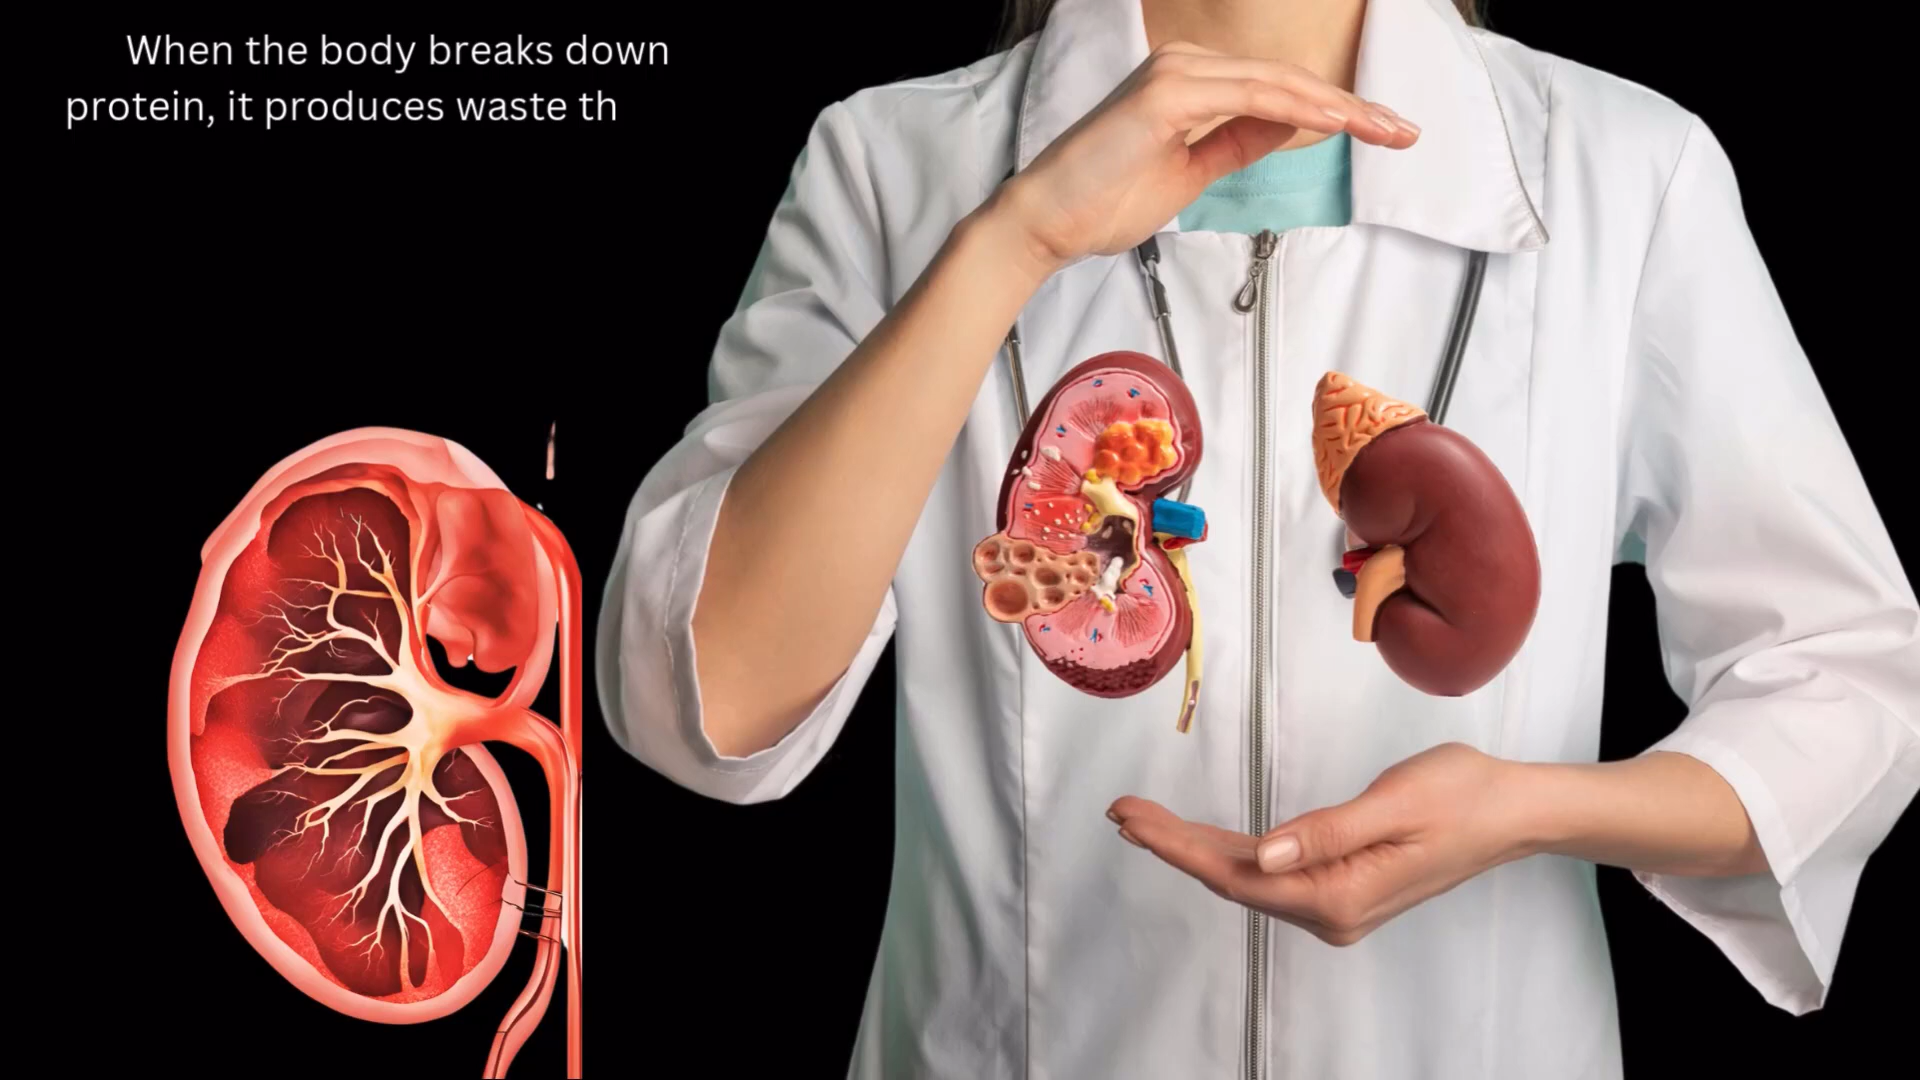 When the body breaks down
protein, it produces waste th